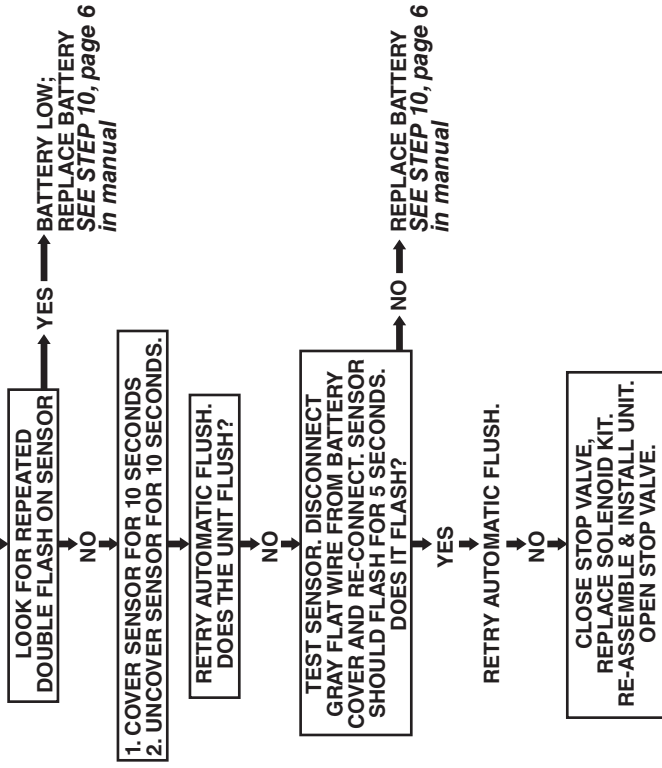 LOOK FOR REPEATED
DOUBLE FLASH ON SENSOR
YES
BATTERY LOW;
REPLACE BATTERY
SEE STEP 10, page 6
in manual
NO
1. COVER SENSOR FOR 10 SECONDS
2. UNCOVER SENSOR FOR 10 SECONDS.
RETRY AUTOMATIC FLUSH.
DOES THE UNIT FLUSH?
NO
TEST SENSOR. DISCONNECT
GRAY FLAT WIRE FROM BATTERY
COVER AND RE-CONNECT. SENSOR
SHOULD FLASH FOR 5 SECONDS.
DOES IT FLASH?
NO
REPLACE BATTERY
SEE STEP 10, page 6
in manual
YES
RETRY AUTOMATIC FLUSH.
NO
CLOSE STOP VALVE,
REPLACE SOLENOID KIT.
RE-ASSEMBLE & INSTALL UNIT.
OPEN STOP VALVE.